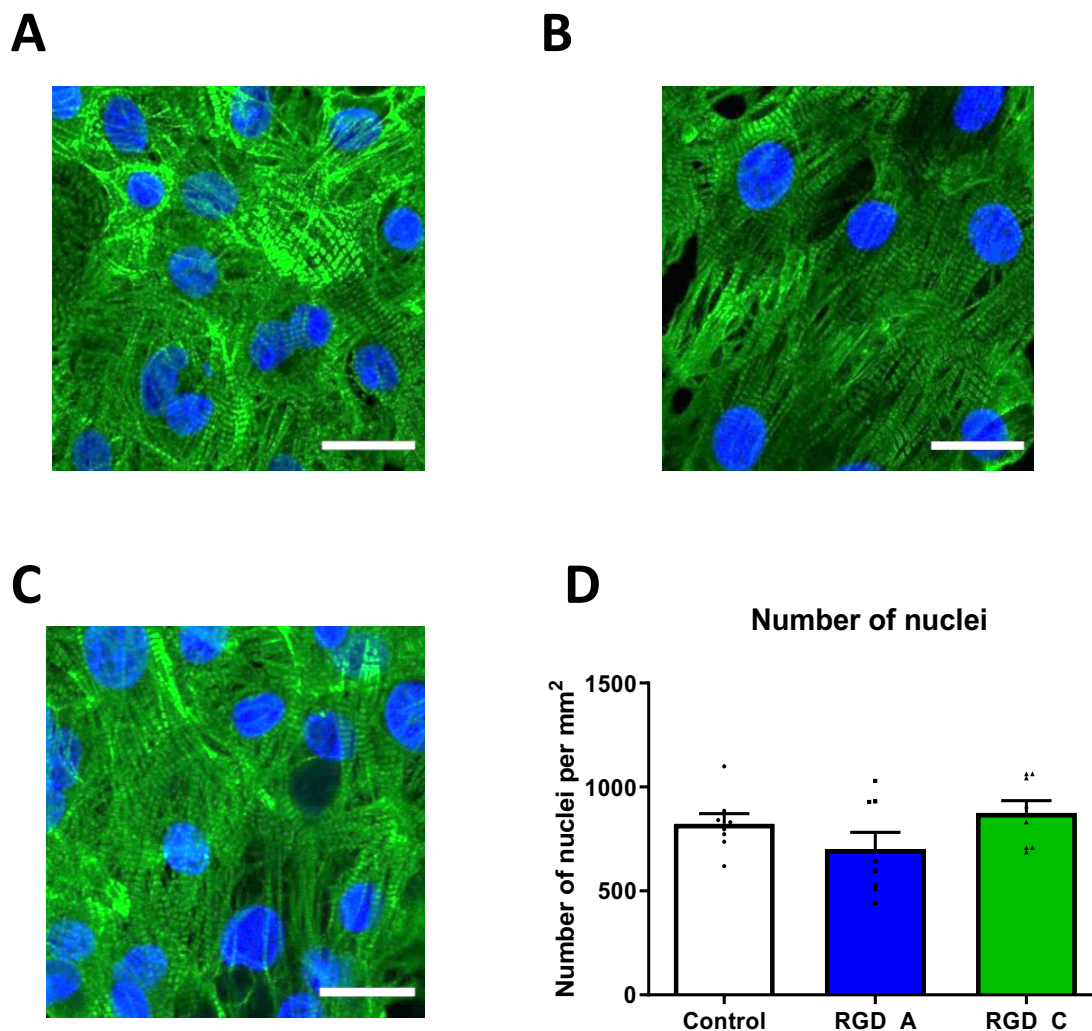 A
B
C
D
Number of nuclei
Number of nuclei per mm²
1500
1000
500
0
Control
RGD A
RGD C